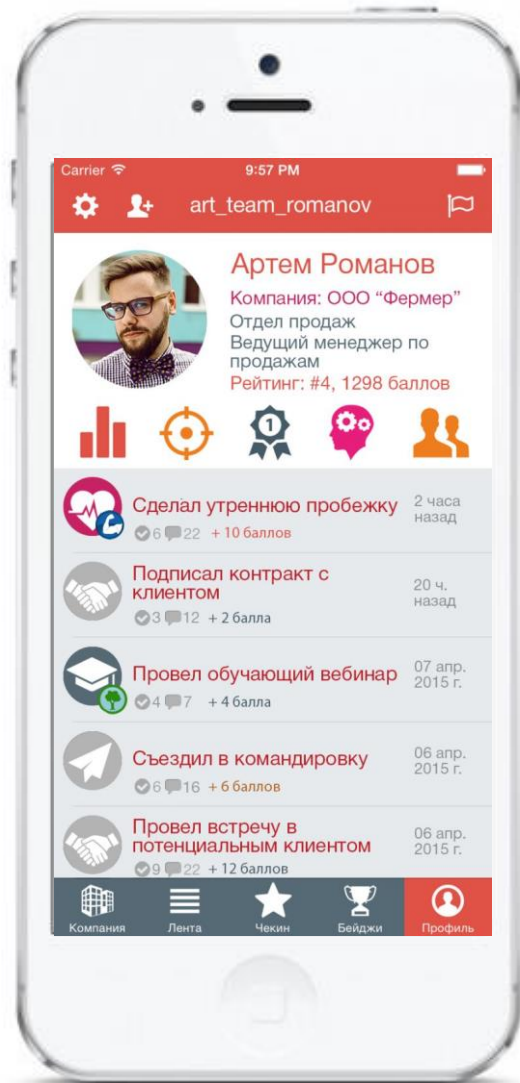 Carrier 9:57 PM
art_team_romanov
Артем Романов
Компания: ООО “Фермер”
Отдел продаж
Ведущий менеджер по
продажам
Рейтинг: #4, 1298 баллов
1
Сделал утреннюю пробежку
2 часа
назад
6 22 + 10 баллов
Подписал контракт с
клиентом
20 ч.
назад
3 12 + 2 балла
Провел обучающий вебинар
07 апр.
2015 г.
4 7 + 4 балла
Съездил в командировку
06 апр.
2015 г.
6 16 + 6 баллов
Провел встречу в
потенциальным клиентом
06 апр.
2015 г.
9 22 + 12 баллов
Компания Лента Чекин Бейджи Профиль